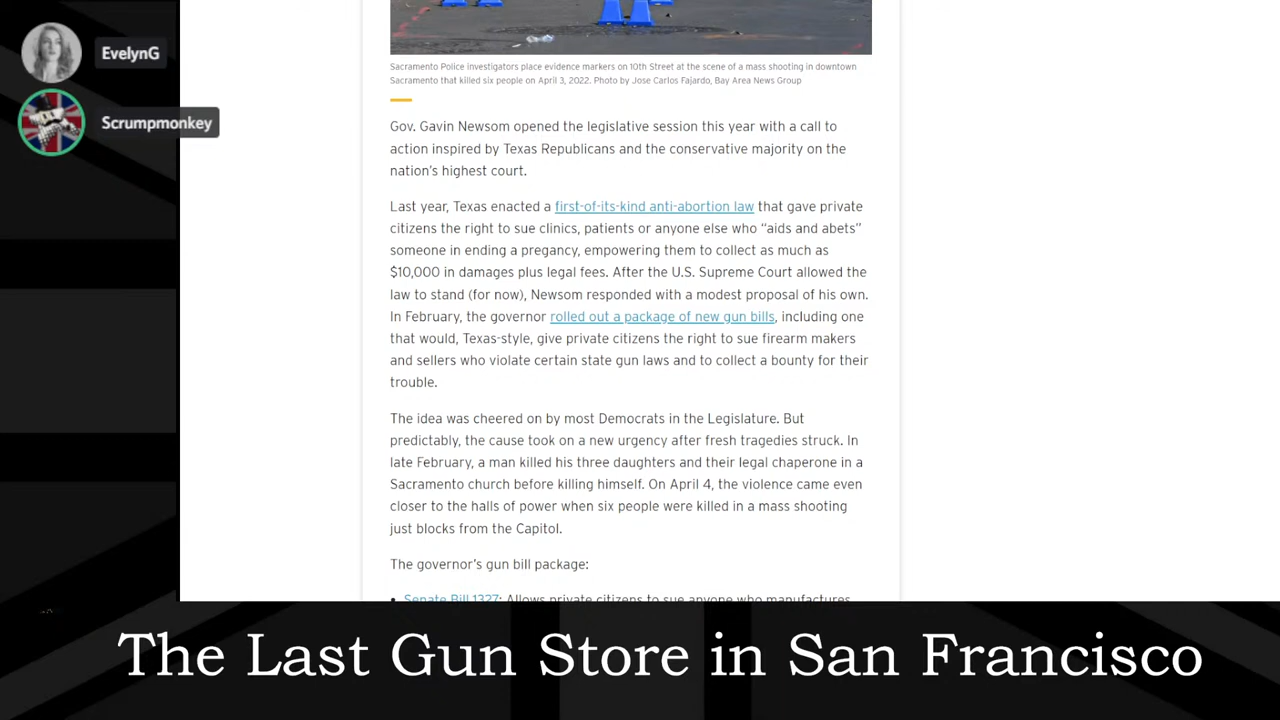 EvelynG
Scrumpmonkey
Sacramento Police investigators place evidence markers on 10th Street at the scene of a mass shooting in downtown
Sacramento that killed six people on April 3, 2022. Photo by Jose Carlos Fajardo, Bay Area News Group
Gov. Gavin Newsom opened the legislative session this year with a call to
action inspired by Texas Republicans and the conservative majority on the
nation's highest court.
Last year, Texas enacted a first-of-its-kind anti-abortion law that gave private
citizens the right to sue clinics, patients or anyone else who “aids and abets”
someone in ending a pregancy, empowering them to collect as much as
$10,000 in damages plus legal fees. After the U.S. Supreme Court allowed the
law to stand (for now), Newsom responded with a modest proposal of his own.
In February, the governor rolled out a package of new gun bills, including one
that would, Texas-style, give private citizens the right to sue firearm makers
and sellers who violate certain state gun laws and to collect a bounty for their
trouble.
The idea was cheered on by most Democrats in the Legislature. But
predictably, the cause took on a new urgency after fresh tragedies struck. In
late February, a man killed his three daughters and their legal chaperone in a
Sacramento church before killing himself. On April 4, the violence came even
closer to the halls of power when six people were killed in a mass shooting
just blocks from the Capitol.
The governor's gun bill package:
• Senate Bill 1327: Allows private citizens to sue anyone who manufactures,
The Last Gun Store in San Francisco